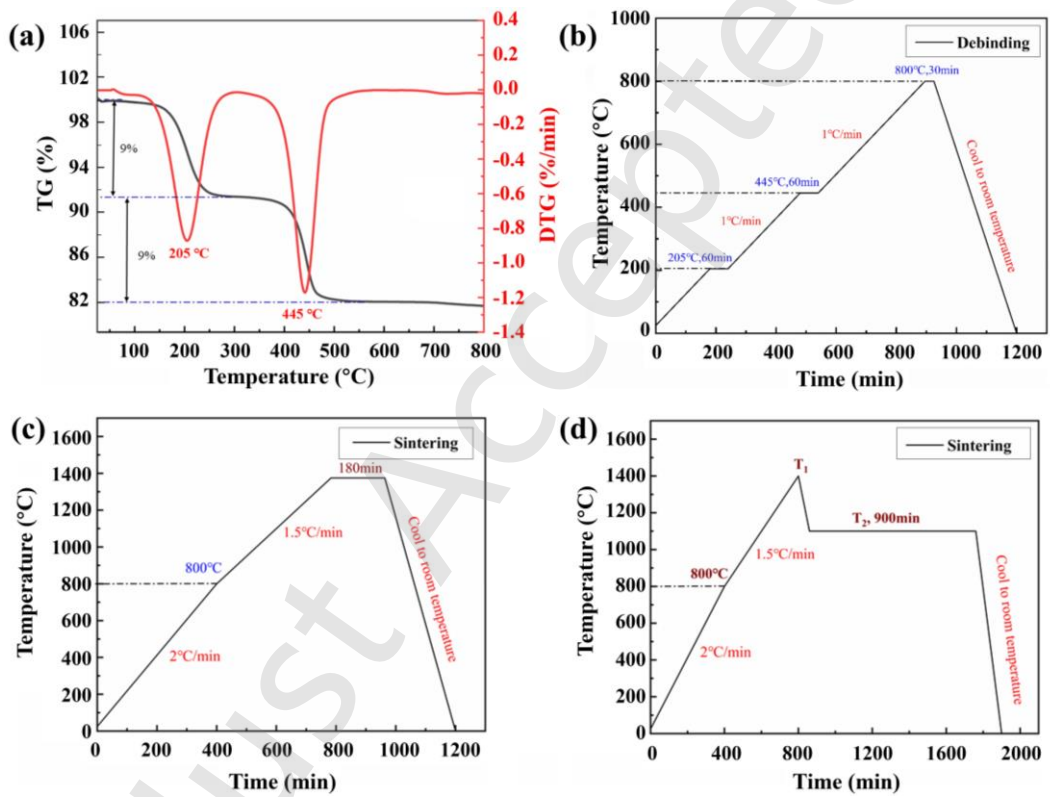 (a)
106
102
98
94
90
86
82
TG (%)
9%
9%
205 °C
445 °C
0.4
0.2
0.0
-0.2
-0.4
-0.6
-0.8
-1.0
-1.2
-1.4
DTG (%/min)
100 200 300 400 500 600 700 800
Temperature (°C)
(b)
1000
800
600
400
200
0
Temperature (°C)
Debinding
800℃,30min
1℃/min
445℃,60min
1℃/min
205℃,60min
Cool to room temperature
0 200 400 600 800 1000 1200
Time (min)
(c)
1600
1400
1200
1000
800
600
400
200
0
Temperature (°C)
Sintering
180min
1.5℃/min
800℃
2℃/min
Cool to room temperature
0 200 400 600 800 1000 1200
Time (min)
(d)
1600
1400
1200
1000
800
600
400
200
0
Temperature (°C)
Sintering
T₁
T₂, 900min
1.5℃/min
800℃
2℃/min
Cool to room temperature
0 400 800 1200 1600 2000
Time (min)
Just Accepted